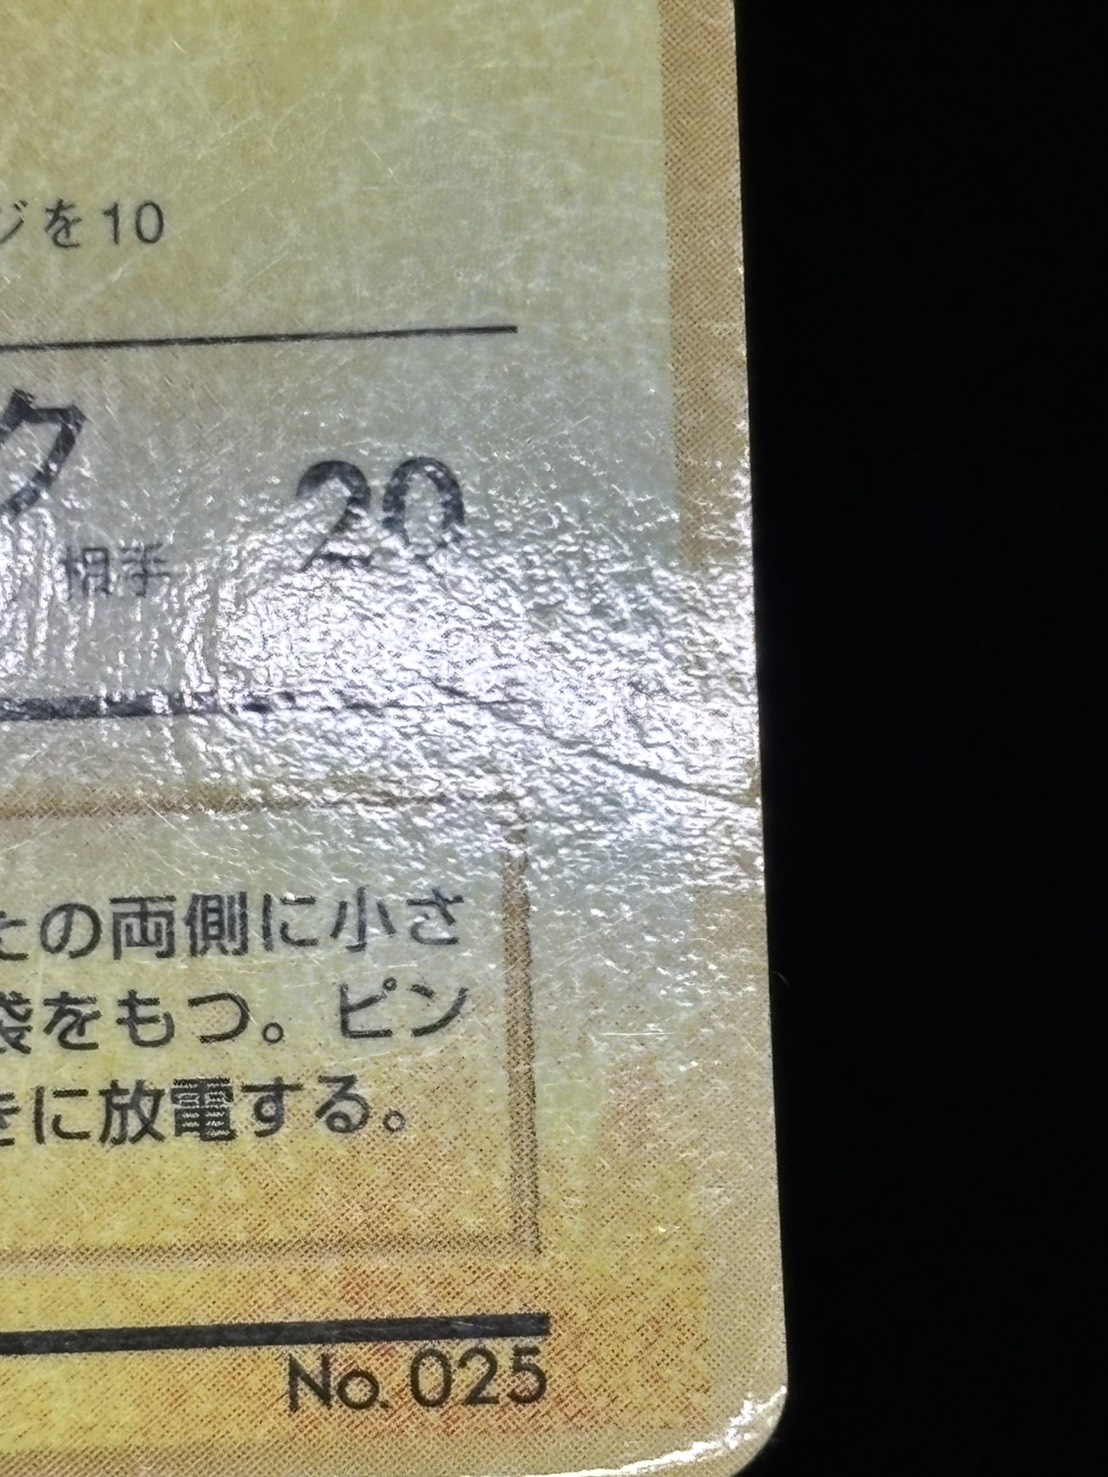 ジを10
ク 20
相手
の両側に小さ
袋をもつ。ピン
きに放電する。
No. 025